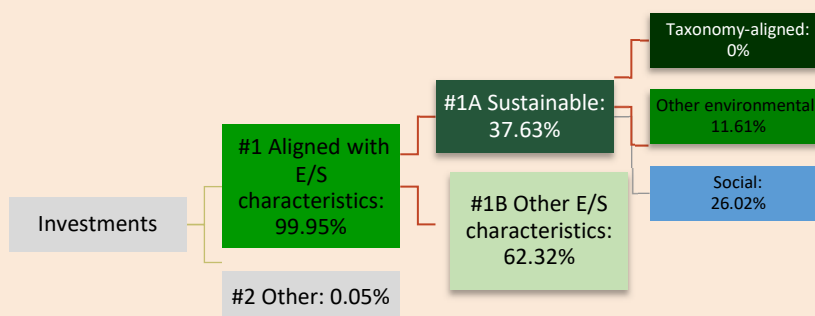 Investments
#1 Aligned with
E/S
characteristics:
99.95%
#2 Other: 0.05%
#1A Sustainable:
37.63%
#1B Other E/S
characteristics:
62.32%
Taxonomy-aligned:
0%
Other environmental
11.61%
Social:
26.02%